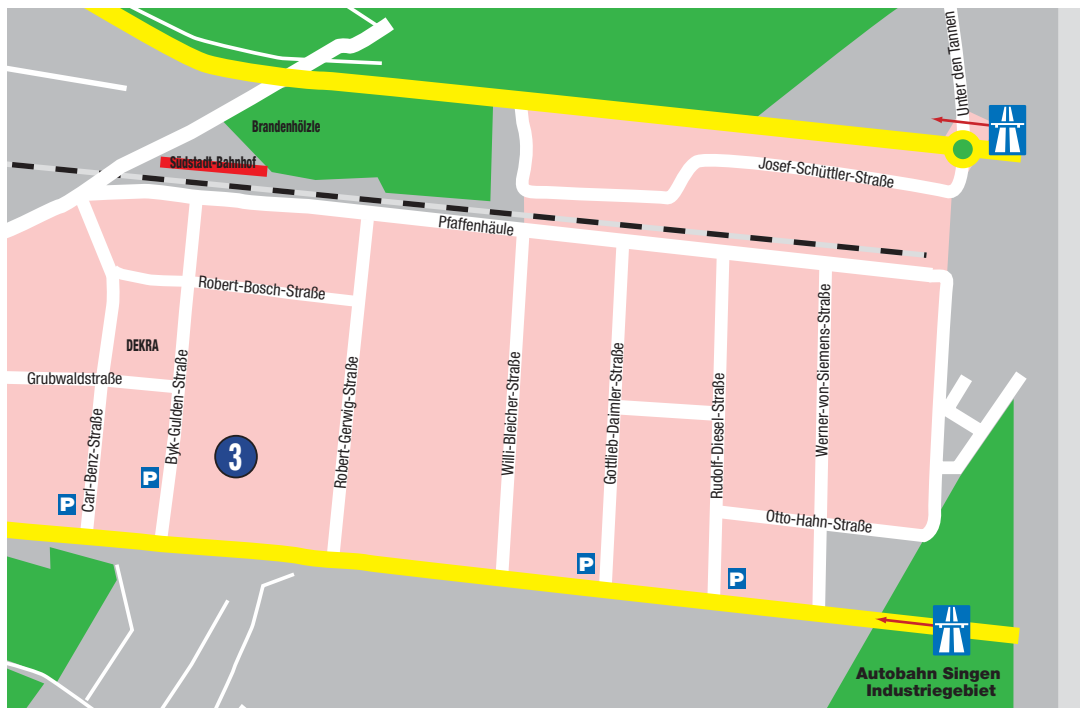 Unter den Tannen
Brandenhölzle
Südstadt-Bahnhof
Josef-Schüttler-Straße
Pfaffenhäule
Robert-Bosch-Straße
DEKRA
Grubwaldstraße
Carl-Benz-Straße
Byk-Gulden-Straße
Robert-Gerwig-Straße
Willi-Bleicher-Straße
Gottlieb-Daimler-Straße
Rudolf-Diesel-Straße
Werner-von-Siemens-Straße
3
P
P
Otto-Hahn-Straße
P
P
Autobahn Singen
Industriegebiet